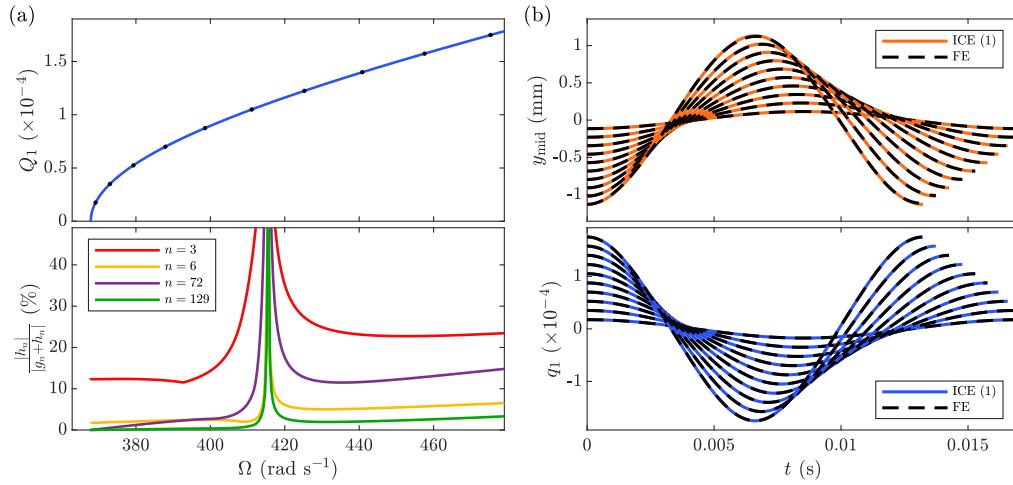 (a)
Q₁ (×10⁻⁴)
1.5
1
0.5
0
n = 3
n = 6
n = 72
n = 129
|hₙ| / |gₙ+hₙ| (%)
40
30
20
10
0
380
400
420
440
460
Ω (rad s⁻¹)
(b)
ICE (1)
FE
y_mid (mm)
1
0.5
0
-0.5
-1
q₁ (×10⁻⁴)
1
0
-1
ICE (1)
FE
0
0.005
0.01
0.015
t (s)